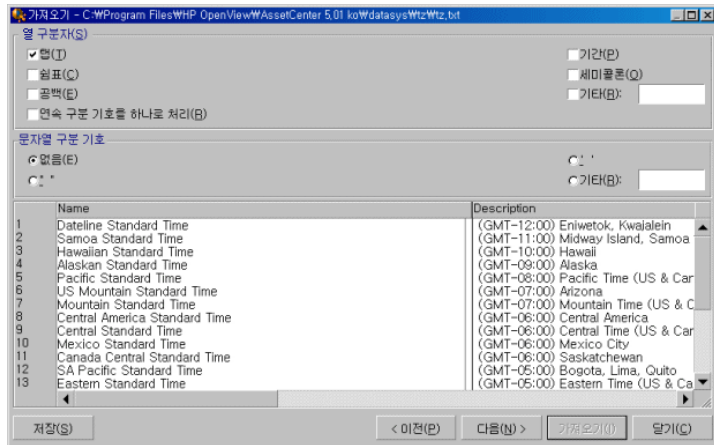 가져오기 - C:₩Program Files₩HP OpenView₩AssetCenter 5,01 ko₩datasys₩tz₩tz,txt
열 구분자(S)
탭(T)
기간(P)
쉼표(C)
세미콜론(O)
공백(E)
기타(R):
연속 구분 기호를 하나로 처리(R)
문자열 구분 기호
없음(E)
' '
" "
기타(R):
Name Description
1 Dateline Standard Time (GMT-12:00) Eniwetok, Kwajalein
2 Samoa Standard Time (GMT-11:00) Midway Island, Samoa
3 Hawaiian Standard Time (GMT-10:00) Hawaii
4 Alaskan Standard Time (GMT-09:00) Alaska
5 Pacific Standard Time (GMT-08:00) Pacific Time (US & Car
6 US Mountain Standard Time (GMT-07:00) Arizona
7 Mountain Standard Time (GMT-07:00) Mountain Time (US & C
8 Central America Standard Time (GMT-06:00) Central America
9 Central Standard Time (GMT-06:00) Central Time (US & Car
10 Mexico Standard Time (GMT-06:00) Mexico City
11 Canada Central Standard Time (GMT-06:00) Saskatchewan
12 SA Pacific Standard Time (GMT-05:00) Bogota, Lima, Quito
13 Eastern Standard Time (GMT-05:00) Eastern Time (US & Ca
저장(S) < 이전(P) 다음(N) > 가져오기(I) 닫기(C)